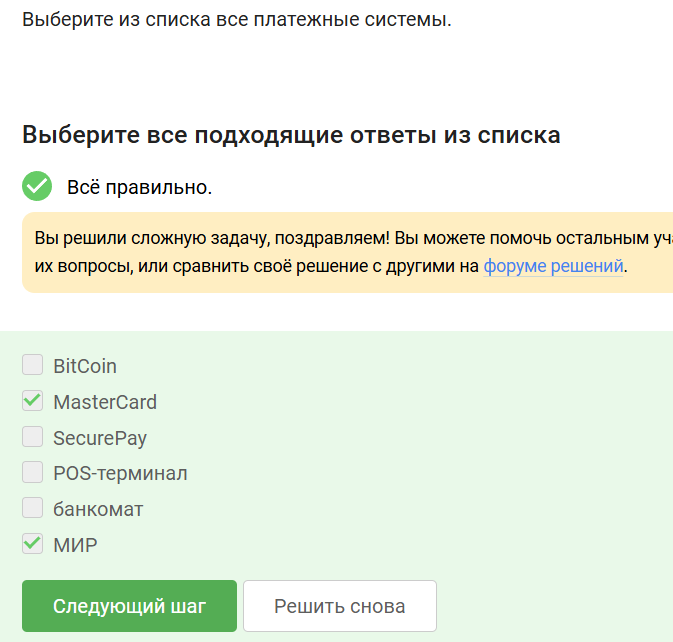 Выберите из списка все платежные системы.
Выберите все подходящие ответы из списка
Всё правильно.
Вы решили сложную задачу, поздравляем! Вы можете помочь остальным
их вопросы, или сравнить своё решение с другими на форуме решений.
BitCoin
MasterCard
SecurePay
POS-терминал
банкомат
МИР
Следующий шаг
Решить снова